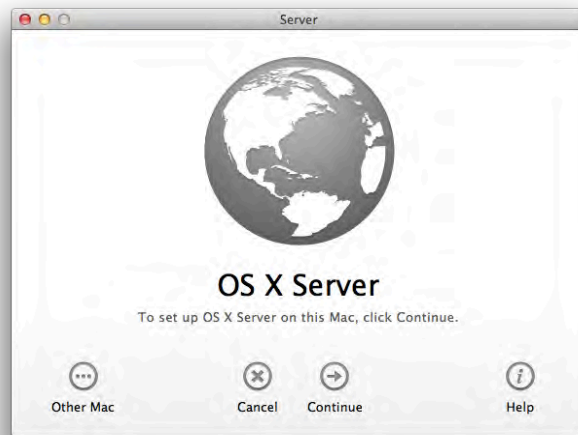 Server
OS X Server
To set up OS X Server on this Mac, click Continue.
Other Mac
Cancel
Continue
Help